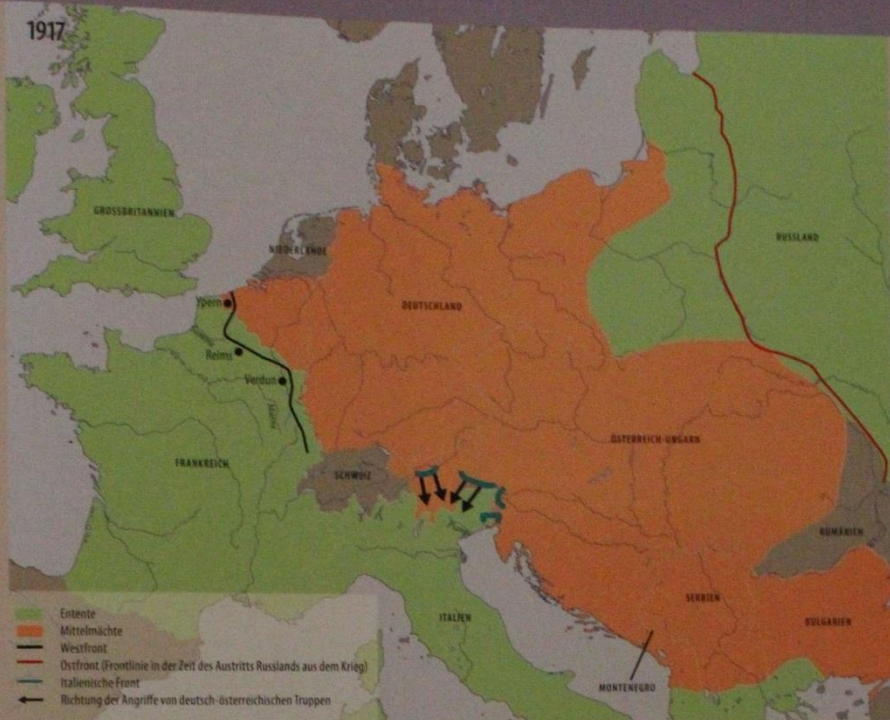 1917
GROSSBRITANNIEN
NIEDERLANDE
RUSSLAND
Ypern
DEUTSCHLAND
Reims
Verdun
ÖSTERREICH-UNGARN
FRANKREICH
SCHWEIZ
RUMÄNIEN
SERBIEN
ITALIEN
BULGARIEN
MONTENEGRO
Entente
Mittelmächte
Westfront
Ostfront (Frontlinie in der Zeit des Austritts Russlands aus dem Krieg)
Italienische Front
Richtung der Angriffe von deutsch-österreichischen Truppen